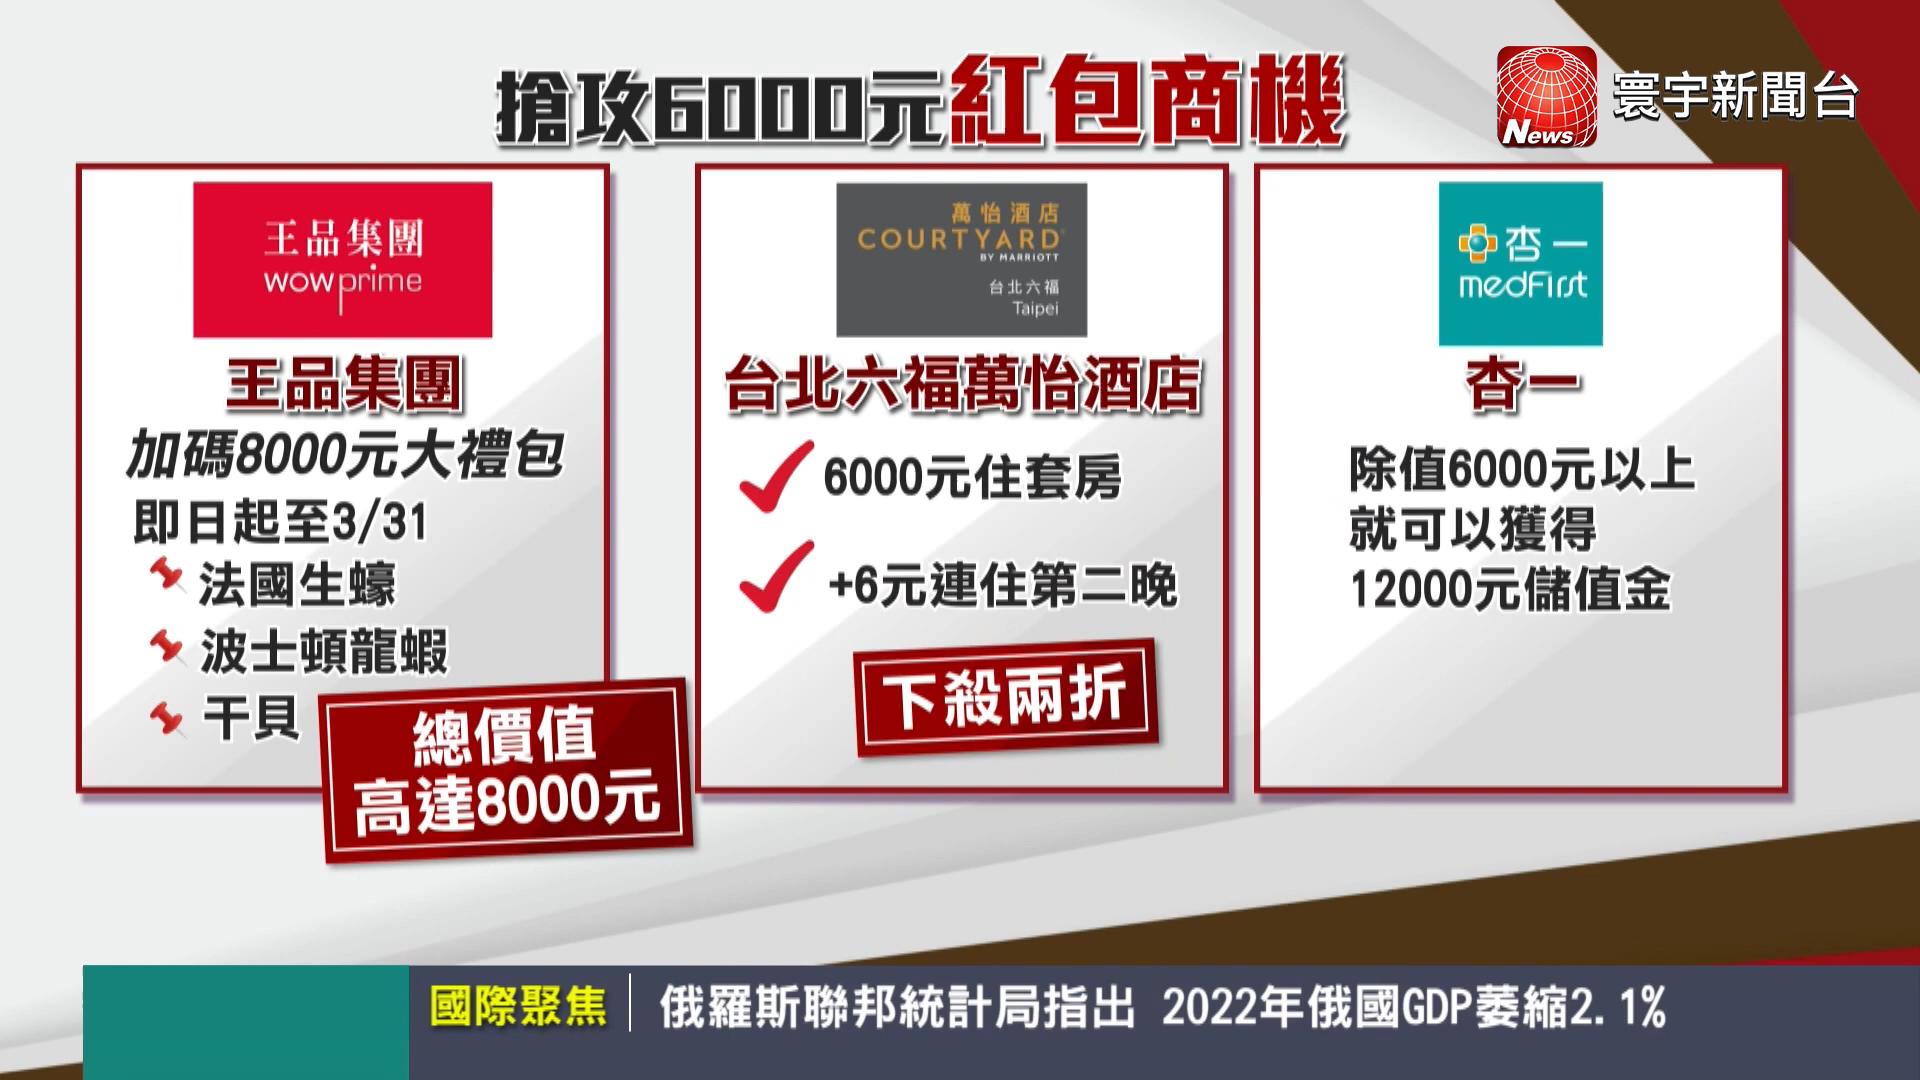 搶攻6000元紅包商機
News
寰宇新聞台
王品集團
wowprime
王品集團
加碼8000元大禮包
即日起至3/31
法國生蠔
波士頓龍蝦
干貝
總價值
高達8000元
萬怡酒店
COURTYARD
BY MARRIOTT
台北六福
Taipei
台北六福萬怡酒店
6000元住套房
+6元連住第二晚
下殺兩折
杏一
medFirst
杏一
除值6000元以上
就可以獲得
12000元儲值金
國際聚焦
俄羅斯聯邦統計局指出 2022年俄國GDP萎縮2.1%